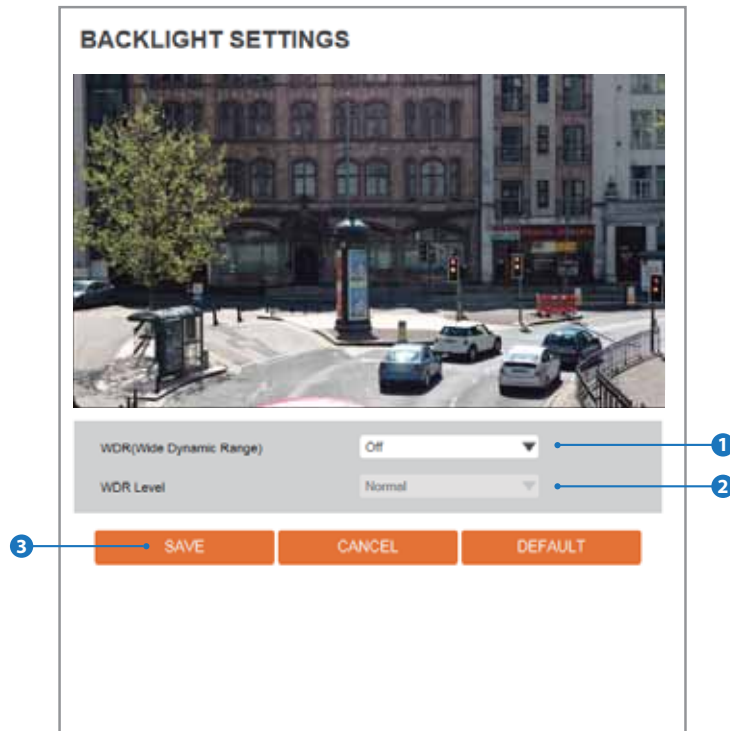 BACKLIGHT SETTINGS
WDR(Wide Dynamic Range) Off 1
WDR Level Normal 2
3 SAVE CANCEL DEFAULT